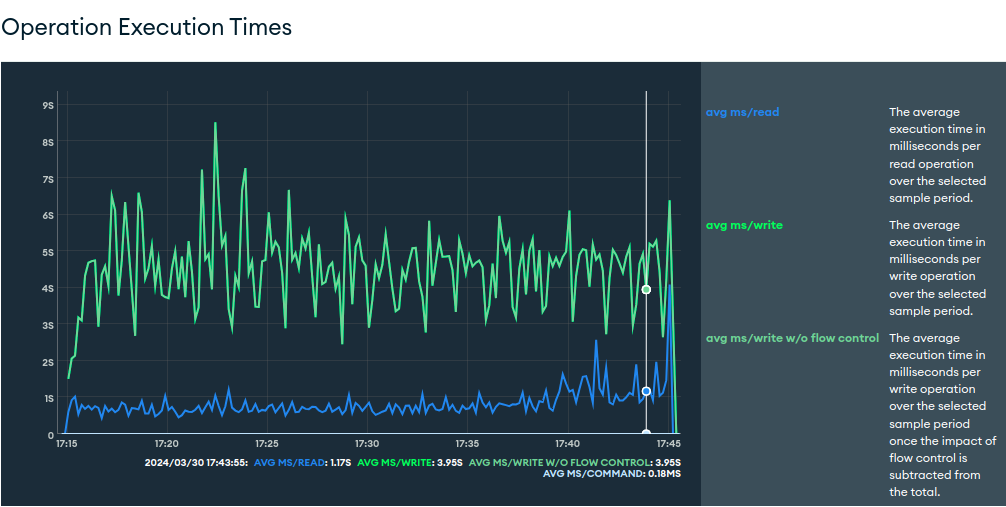 Operation Execution Times
9S
8S
7S
6S
5S
4S
3S
2S
1S
0
17:15 17:20 17:25 17:30 17:35 17:40 17:45
2024/03/30 17:43:55: AVG MS/READ: 1.17S AVG MS/WRITE: 3.95S AVG MS/WRITE W/O FLOW CONTROL: 3.95S
AVG MS/COMMAND: 0.18MS
avg ms/read
The average
execution time in
milliseconds per
read operation
over the selected
sample period.
avg ms/write
The average
execution time in
milliseconds per
write operation
over the selected
sample period.
avg ms/write w/o flow control
The average
execution time in
milliseconds per
write operation
over the selected
sample period
once the impact of
flow control is
subtracted from
the total.